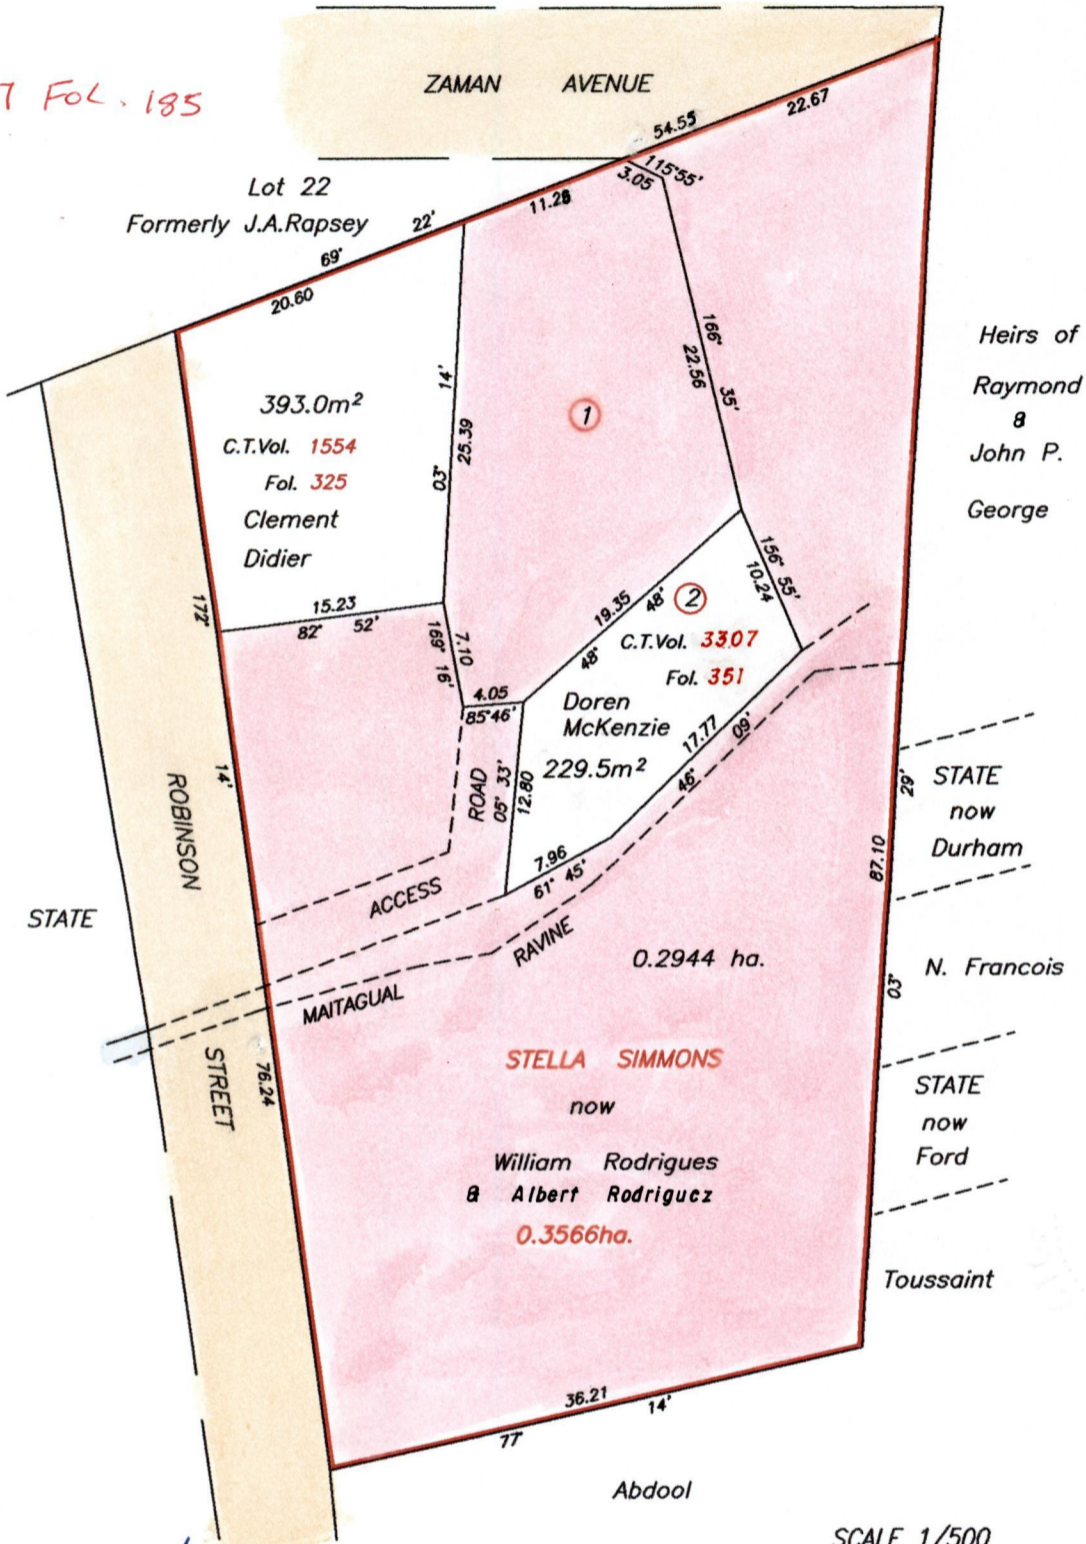 7 FOL. 185
ZAMAN AVENUE
54.55
22.67
115°55'
3.05
Lot 22
Formerly J.A.Rapsey
22'
11.28
69°
20.60
Heirs of
Raymond
&
John P.
George
166°
22.56
35'
14'
25.39
03°
393.0m²
C.T.Vol. 1554
Fol. 325
Clement
Didier
1
172°
15.23
82° 52'
7.10
169° 16'
4.05
85°46'
19.35
48'
48°
2
156° 55'
10.24
C.T.Vol. 3307
Fol. 351
Doren
McKenzie
229.5m²
17.77
09'
46°
ROAD
05° 33'
12.80
14'
ROBINSON
7.96
61° 45'
ACCESS
RAVINE
MAITAGUAL
STATE
29'
STATE
now
Durham
87.10
0.2944 ha.
03°
N. Francois
STREET
76.24
STELLA SIMMONS
now
William Rodrigues
& Albert Rodrigucz
0.3566ha.
STATE
now
Ford
Toussaint
36.21
14'
77°
Abdool
SCALE 1/500